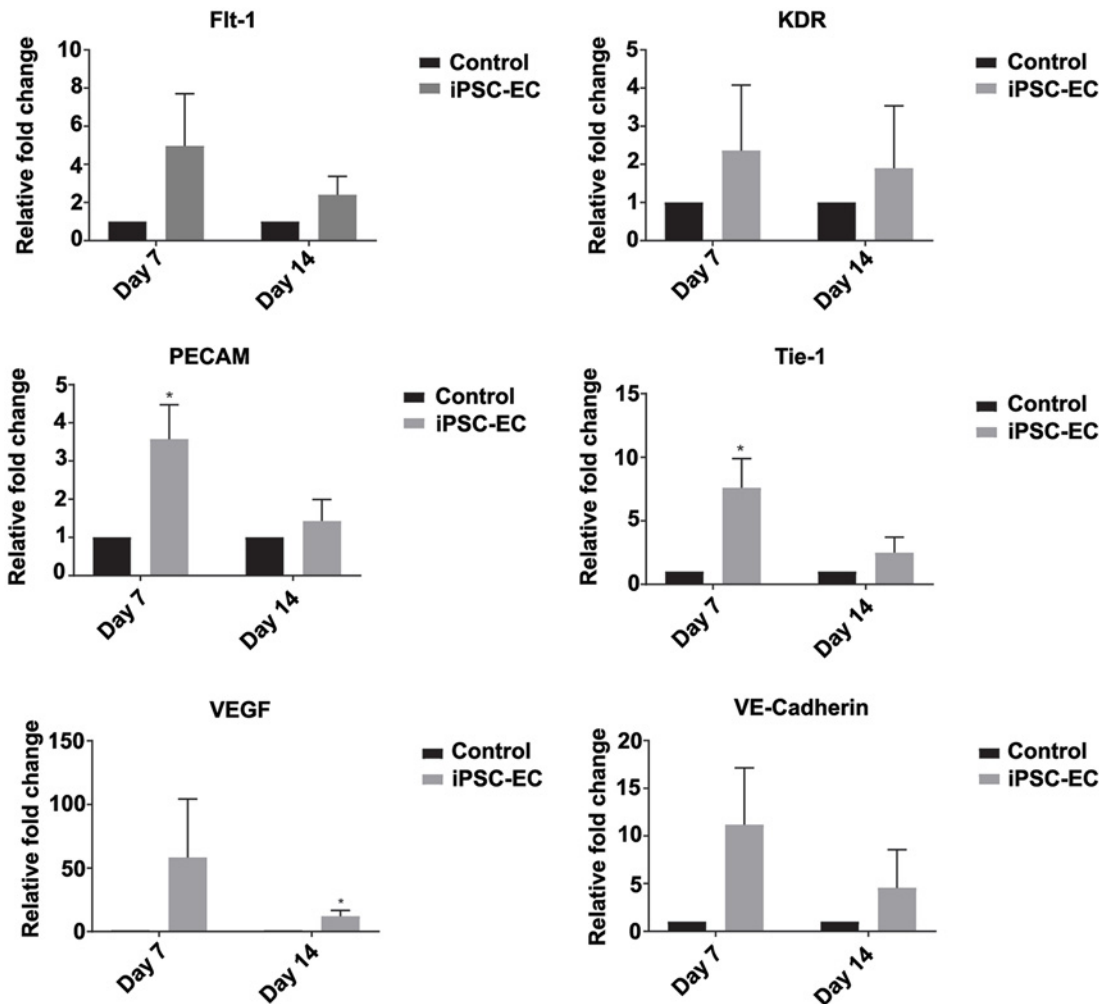 Flt-1
Relative fold change
10
8
6
4
2
0
Day 7
Day 14
Control
iPSC-EC
KDR
Relative fold change
5
4
3
2
1
0
Day 7
Day 14
Control
iPSC-EC
PECAM
Relative fold change
5
4
3
2
1
0
*
Day 7
Day 14
Control
iPSC-EC
Tie-1
Relative fold change
15
10
5
0
*
Day 7
Day 14
Control
iPSC-EC
VEGF
Relative fold change
150
100
50
0
*
Day 7
Day 14
Control
iPSC-EC
VE-Cadherin
Relative fold change
20
15
10
5
0
Day 7
Day 14
Control
iPSC-EC